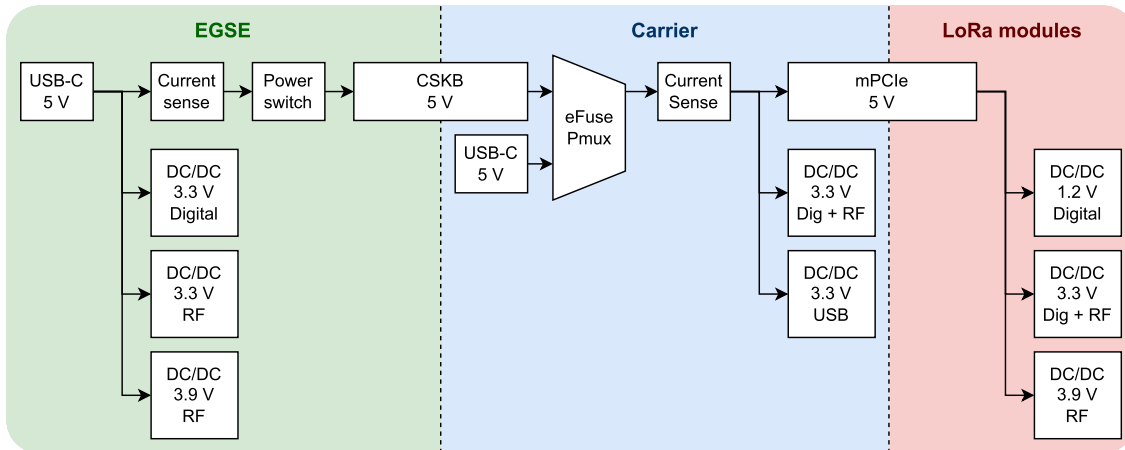 EGSE
Carrier
LoRa modules
USB-C
5 V
Current
sense
Power
switch
CSKB
5 V
USB-C
5 V
eFuse
Pmux
Current
Sense
mPCIe
5 V
DC/DC
3.3 V
Digital
DC/DC
3.3 V
RF
DC/DC
3.9 V
RF
DC/DC
3.3 V
Dig + RF
DC/DC
3.3 V
USB
DC/DC
1.2 V
Digital
DC/DC
3.3 V
Dig + RF
DC/DC
3.9 V
RF